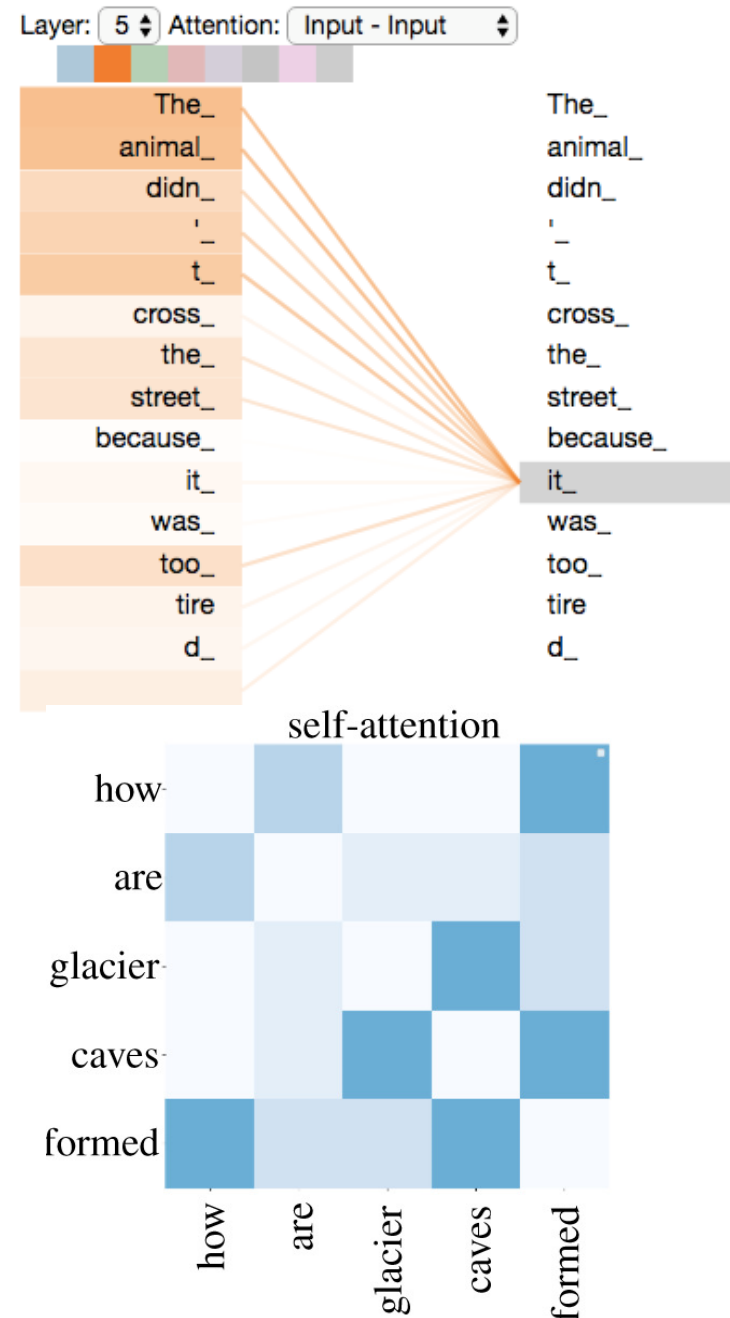 Layer: 5 Attention: Input - Input
The_ The_
animal_ animal_
didn_ didn_
'_ '_
t_ t_
cross_ cross_
the_ the_
street_ street_
because_ because_
it_ it_
was_ was_
too_ too_
tire tire
d_ d_
self-attention
how
are
glacier
caves
formed
how are glacier caves formed